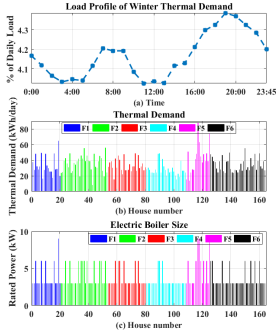 Load Profile of Winter Thermal Demand
% of Daily Load
4.3
4.2
4.1
0:00 4:00 8:00 12:00 16:00 20:00 23:45
(a) Time
Thermal Demand
Thermal Demand (kWh/day)
F1 F2 F3 F4 F5 F6
80
60
40
20
0
0 20 40 60 80 100 120 140 160
(b) House number
Electric Boiler Size
Rated Power (kW)
F1 F2 F3 F4 F5 F6
10
5
0
0 20 40 60 80 100 120 140 160
(c) House number